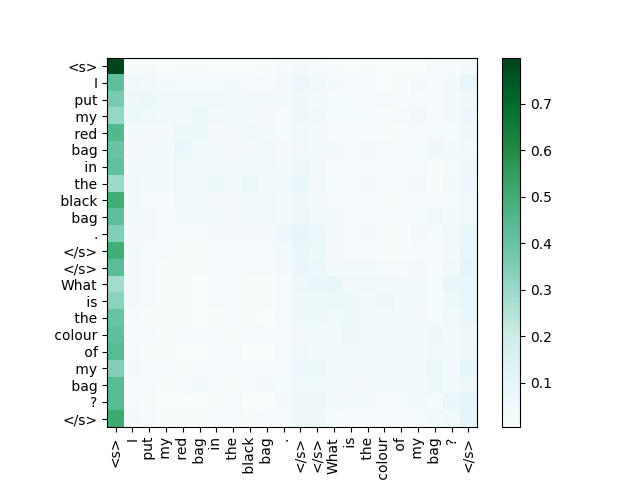 <s>
I
put
my
red
bag
in
the
black
bag
.
</s>
</s>
What
is
the
colour
of
my
bag
?
</s>
<s>
I
put
my
red
bag
in
the
black
bag
.
</s>
</s>
What
is
the
colour
of
my
bag
?
</s>
0.7
0.6
0.5
0.4
0.3
0.2
0.1